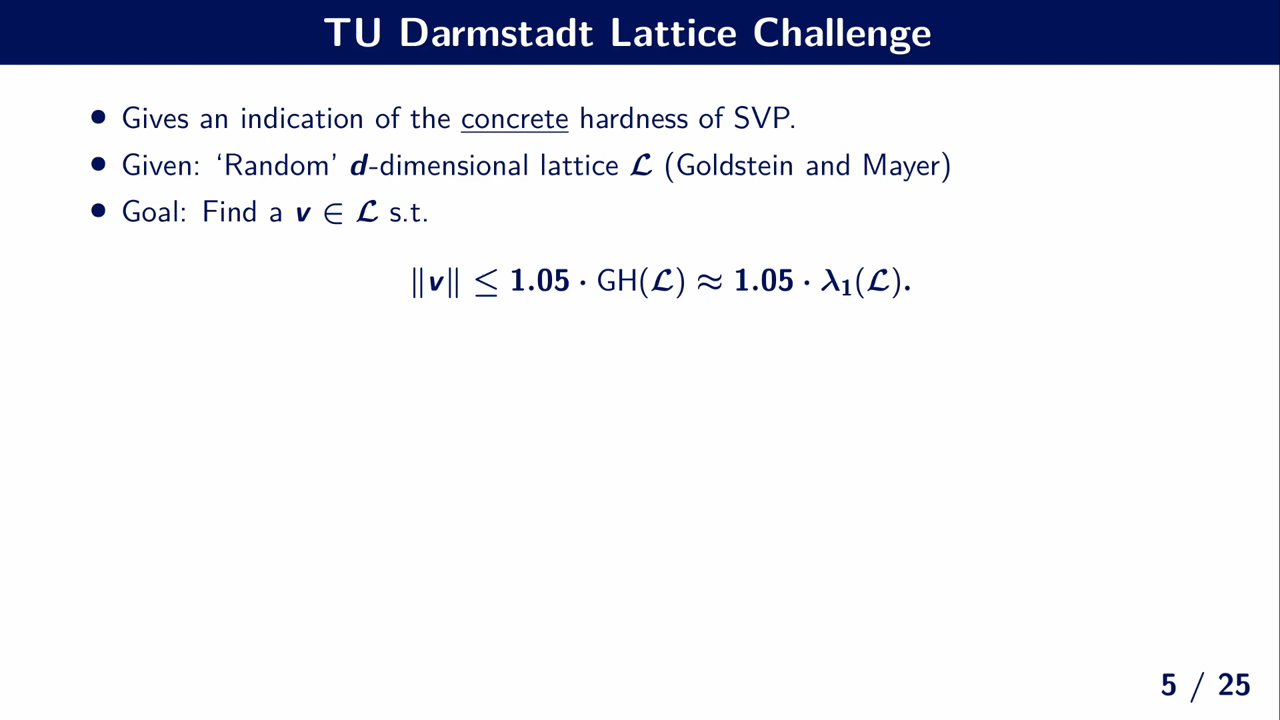 TU Darmstadt Lattice Challenge
• Gives an indication of the concrete hardness of SVP.
• Given: ‘Random’ d-dimensional lattice 𝓛 (Goldstein and Mayer)
• Goal: Find a v ∈ 𝓛 s.t.
‖v‖ ≤ 1.05 · GH(𝓛) ≈ 1.05 · λ₁(𝓛).
5 / 25